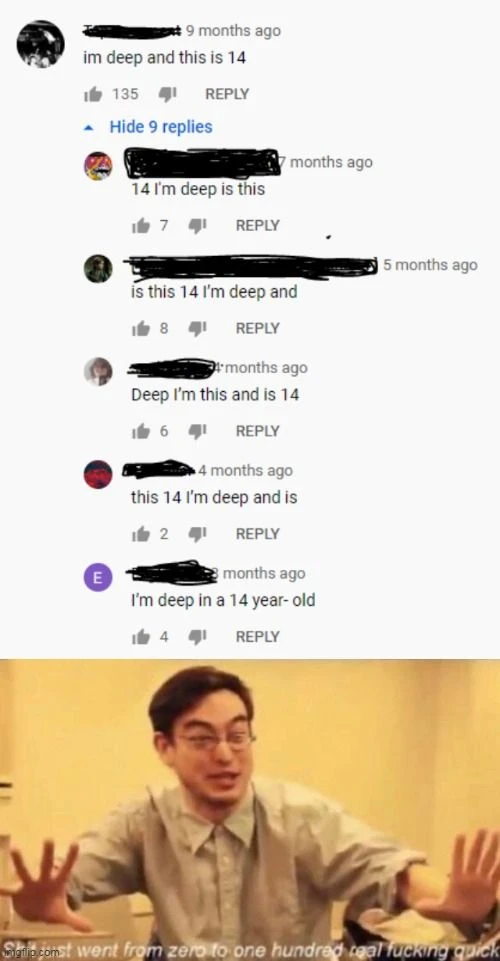 9 months ago
im deep and this is 14
135 REPLY
Hide 9 replies
months ago
14 I'm deep is this
7 REPLY
5 months ago
is this 14 I'm deep and
8 REPLY
months ago
Deep I'm this and is 14
6 REPLY
4 months ago
this 14 I'm deep and is
2 REPLY
E
months ago
I'm deep in a 14 year- old
4 REPLY
went from zero to one hundred real fucking quick
imgflip.com